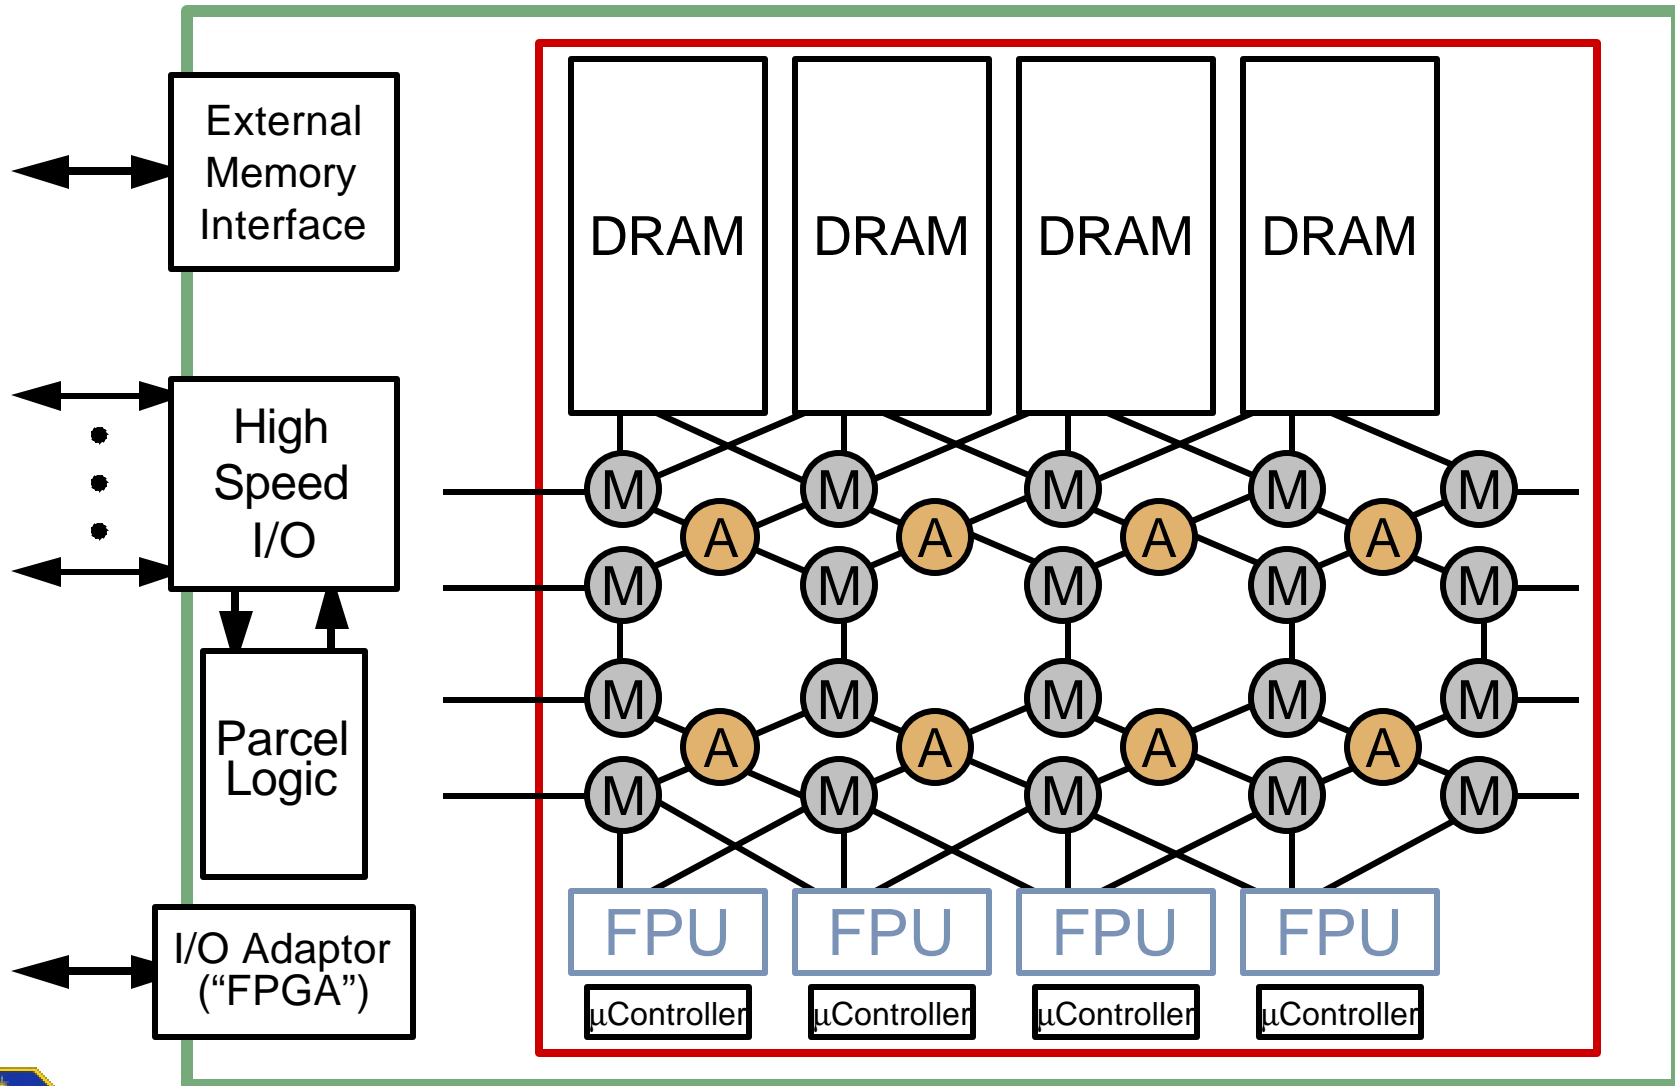 External
Memory
Interface
High
Speed
I/O
Parcel
Logic
I/O Adaptor
(“FPGA”)
DRAM DRAM DRAM DRAM
M M M M M
A A A A
M M M M M
M M M M M
A A A A
M M M M M
FPU FPU FPU FPU
µController µController µController µController